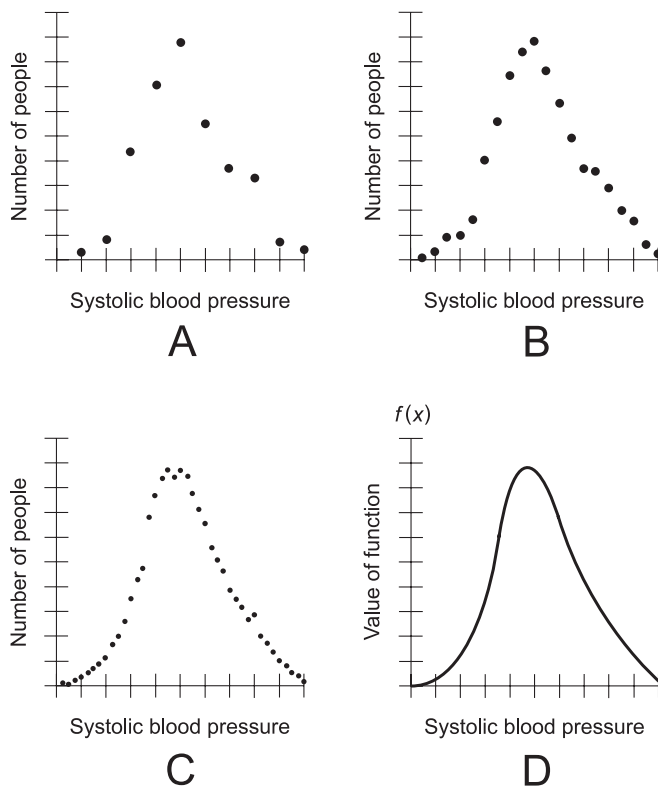 Number of people
Systolic blood pressure
A
Number of people
Systolic blood pressure
B
Number of people
Systolic blood pressure
C
f(x)
Value of function
Systolic blood pressure
D